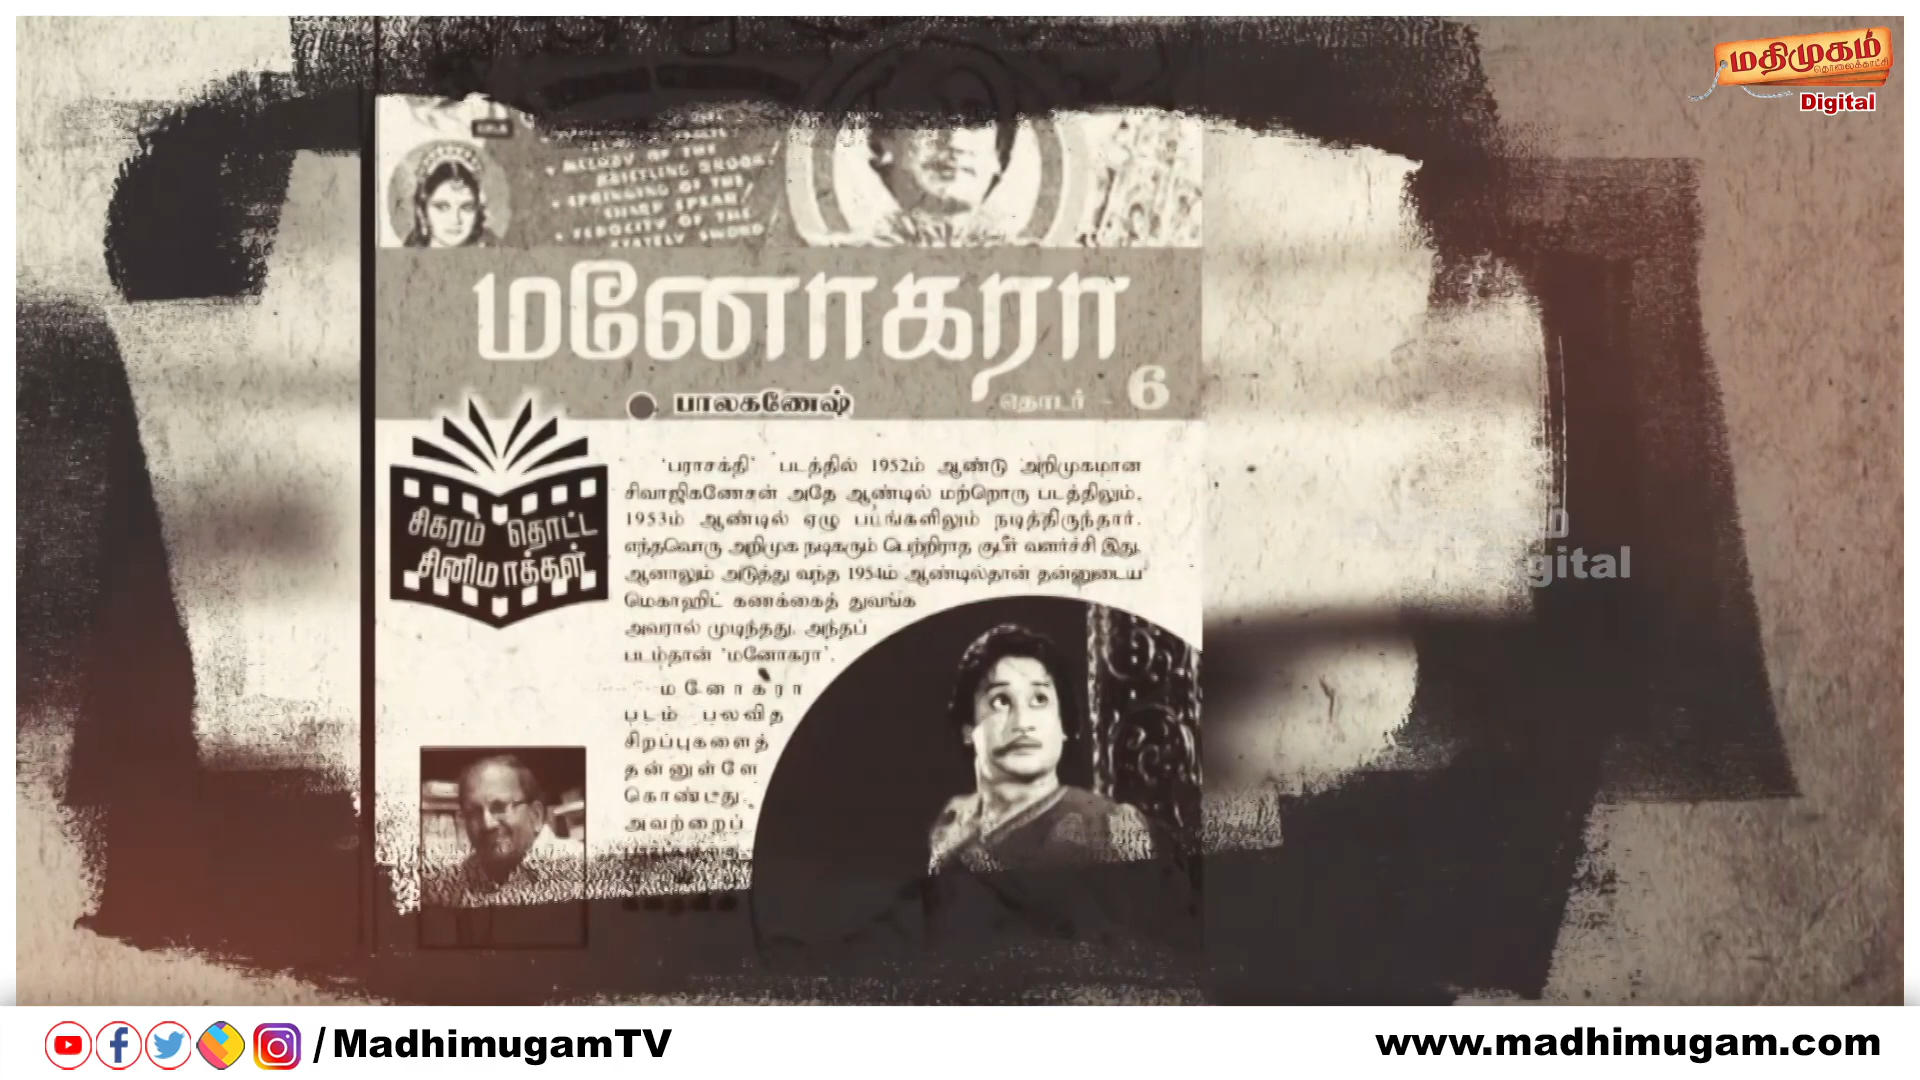 மதிமுகம்
தொலைக்காட்சி
Digital
MELODY OF THE
BRISTLING BROOK,
SPRINGING OF THE
SHARP SPEAR/
FEROCITY OF THE
STATELY SWORD
மனோகரா
பாலகணேஷ்
தொடர் - 6
சிகரம் தொட்ட
சினிமாக்கள்
'பராசக்தி' படத்தில் 1952ம் ஆண்டு அறிமுகமான
சிவாஜிகணேசன் அதே ஆண்டில் மற்றொரு படத்திலும்,
1953ம் ஆண்டில் ஏழு படங்களிலும் நடித்திருந்தார்.
எந்தவொரு அறிமுக நடிகரும் பெற்றிராத குபீர் வளர்ச்சி இது.
ஆனாலும் அடுத்து வந்த 1954ம் ஆண்டில்தான் தன்னுடைய
மெகாஹிட் கணக்கைத் துவங்க
அவரால் முடிந்தது. அந்தப்
படம்தான் 'மனோகரா'.
மனோகரா
படம் பலவித
சிறப்புகளைத்
தன்னுள்ளே
கொண்டது.
அவற்றைப்
Digital
/MadhimugamTV
www.madhimugam.com